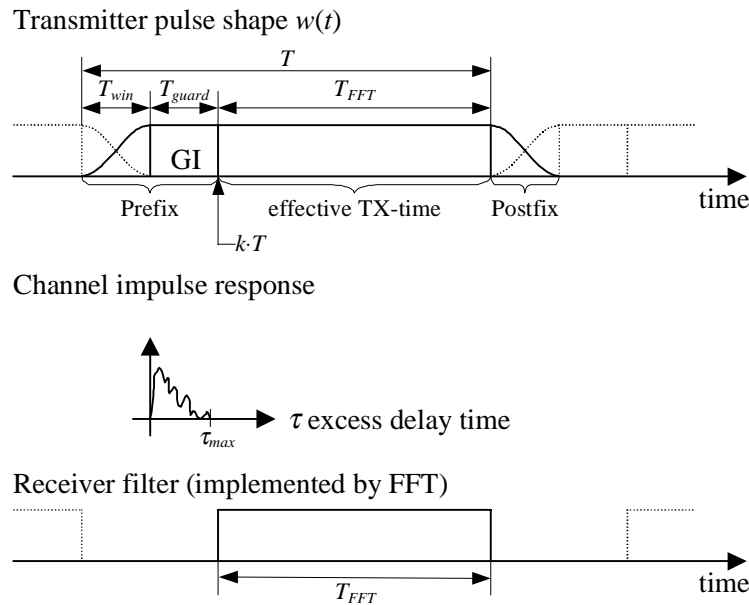 Transmitter pulse shape w(t)
T
T_win T_guard T_FFT
GI
time
Prefix effective TX-time Postfix
k·T
Channel impulse response
τ excess delay time
τ_max
Receiver filter (implemented by FFT)
time
T_FFT